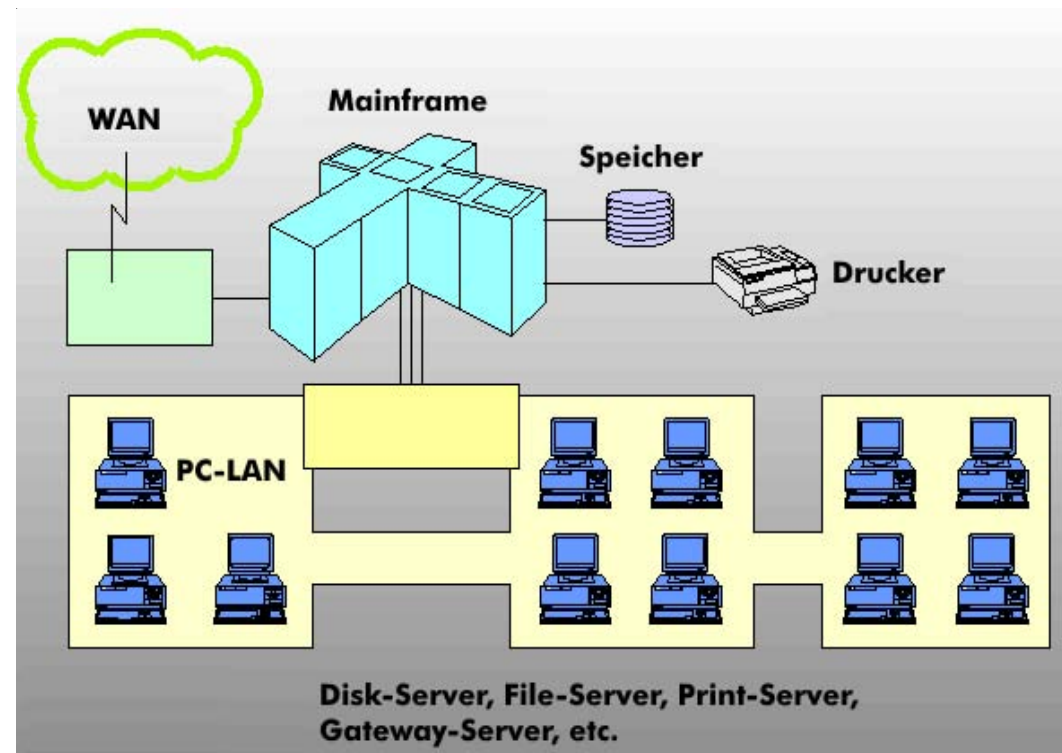 WAN
Mainframe
Speicher
Drucker
PC-LAN
Disk-Server, File-Server, Print-Server,
Gateway-Server, etc.